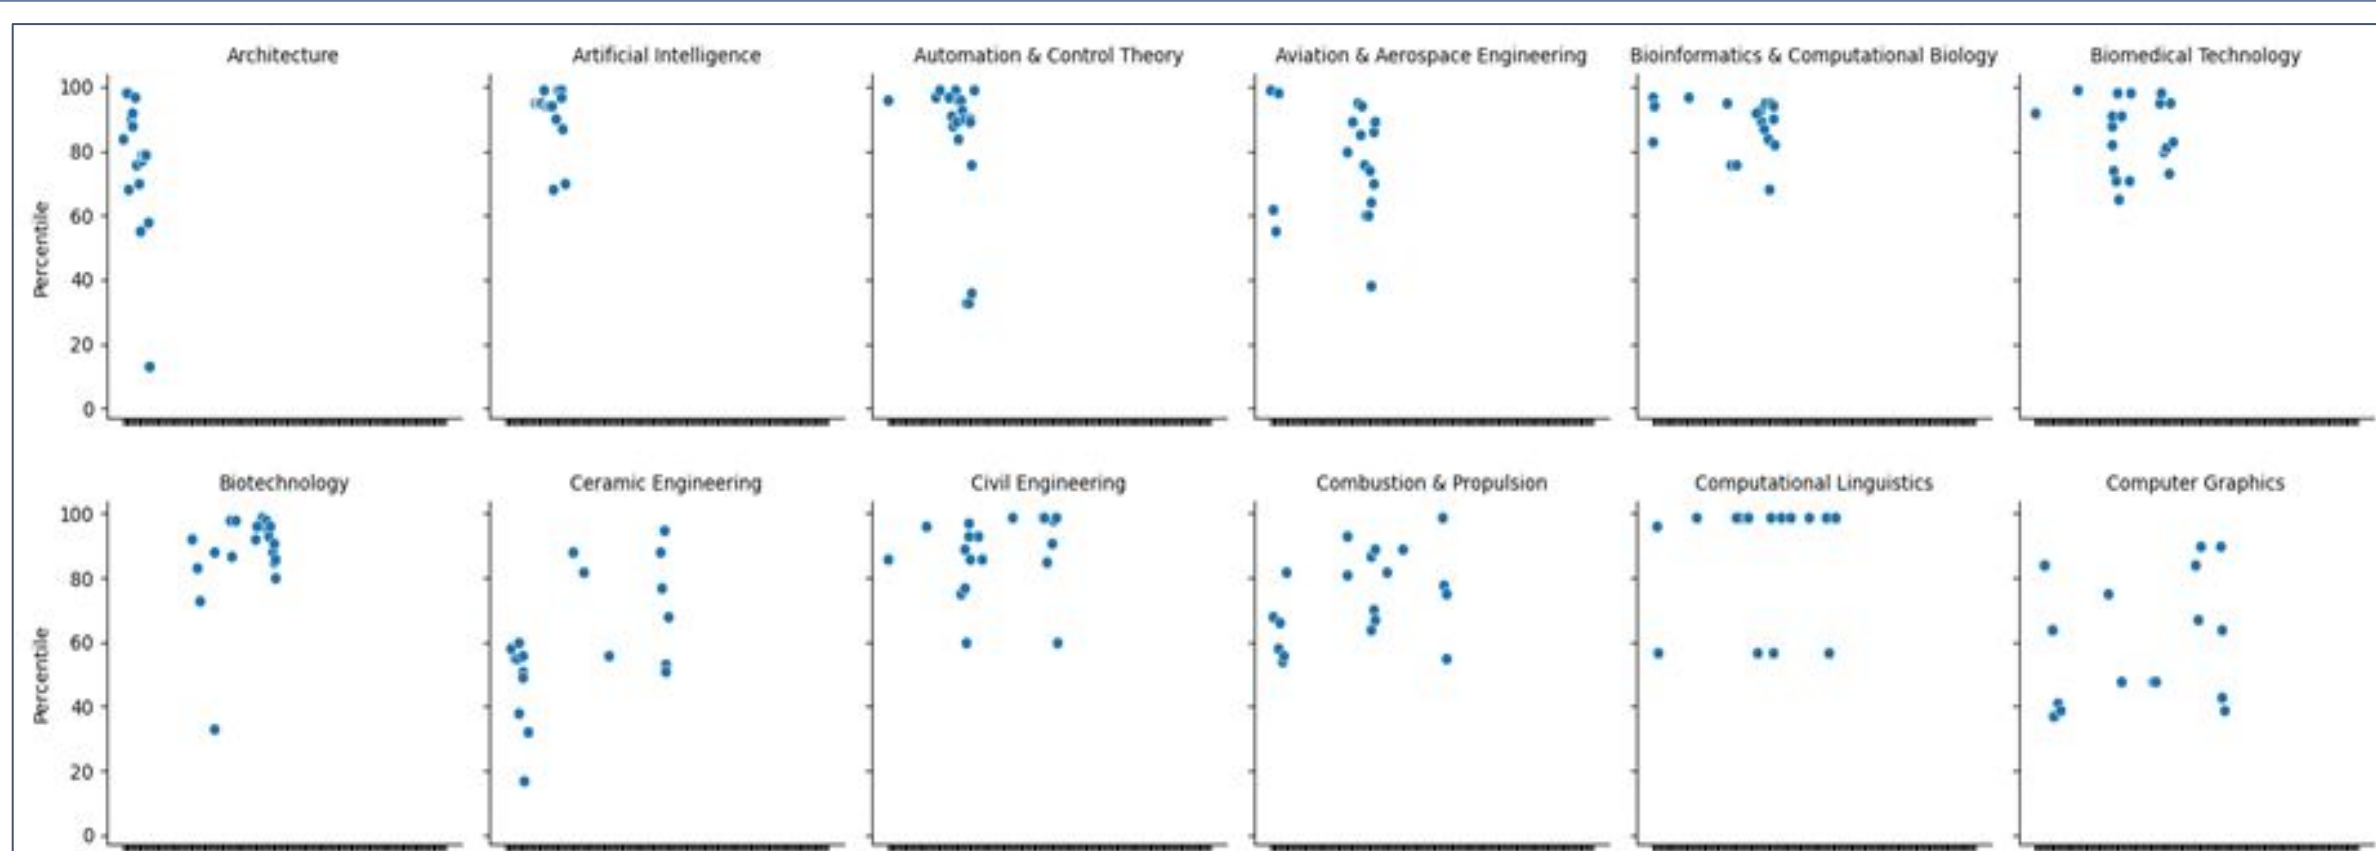 Architecture
Artificial Intelligence
Automation & Control Theory
Aviation & Aerospace Engineering
Bioinformatics & Computational Biology
Biomedical Technology
Percentile
100
80
60
40
20
0
Biotechnology
Ceramic Engineering
Civil Engineering
Combustion & Propulsion
Computational Linguistics
Computer Graphics
Percentile
100
80
60
40
20
0